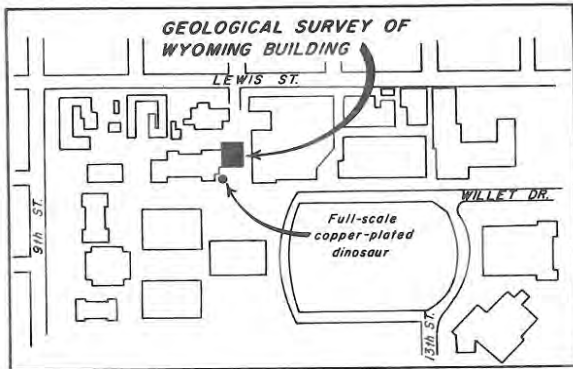 GEOLOGICAL SURVEY OF
WYOMING BUILDING
LEWIS ST.
WILLET DR.
9th ST.
Full-scale
copper-plated
dinosaur
13th ST.